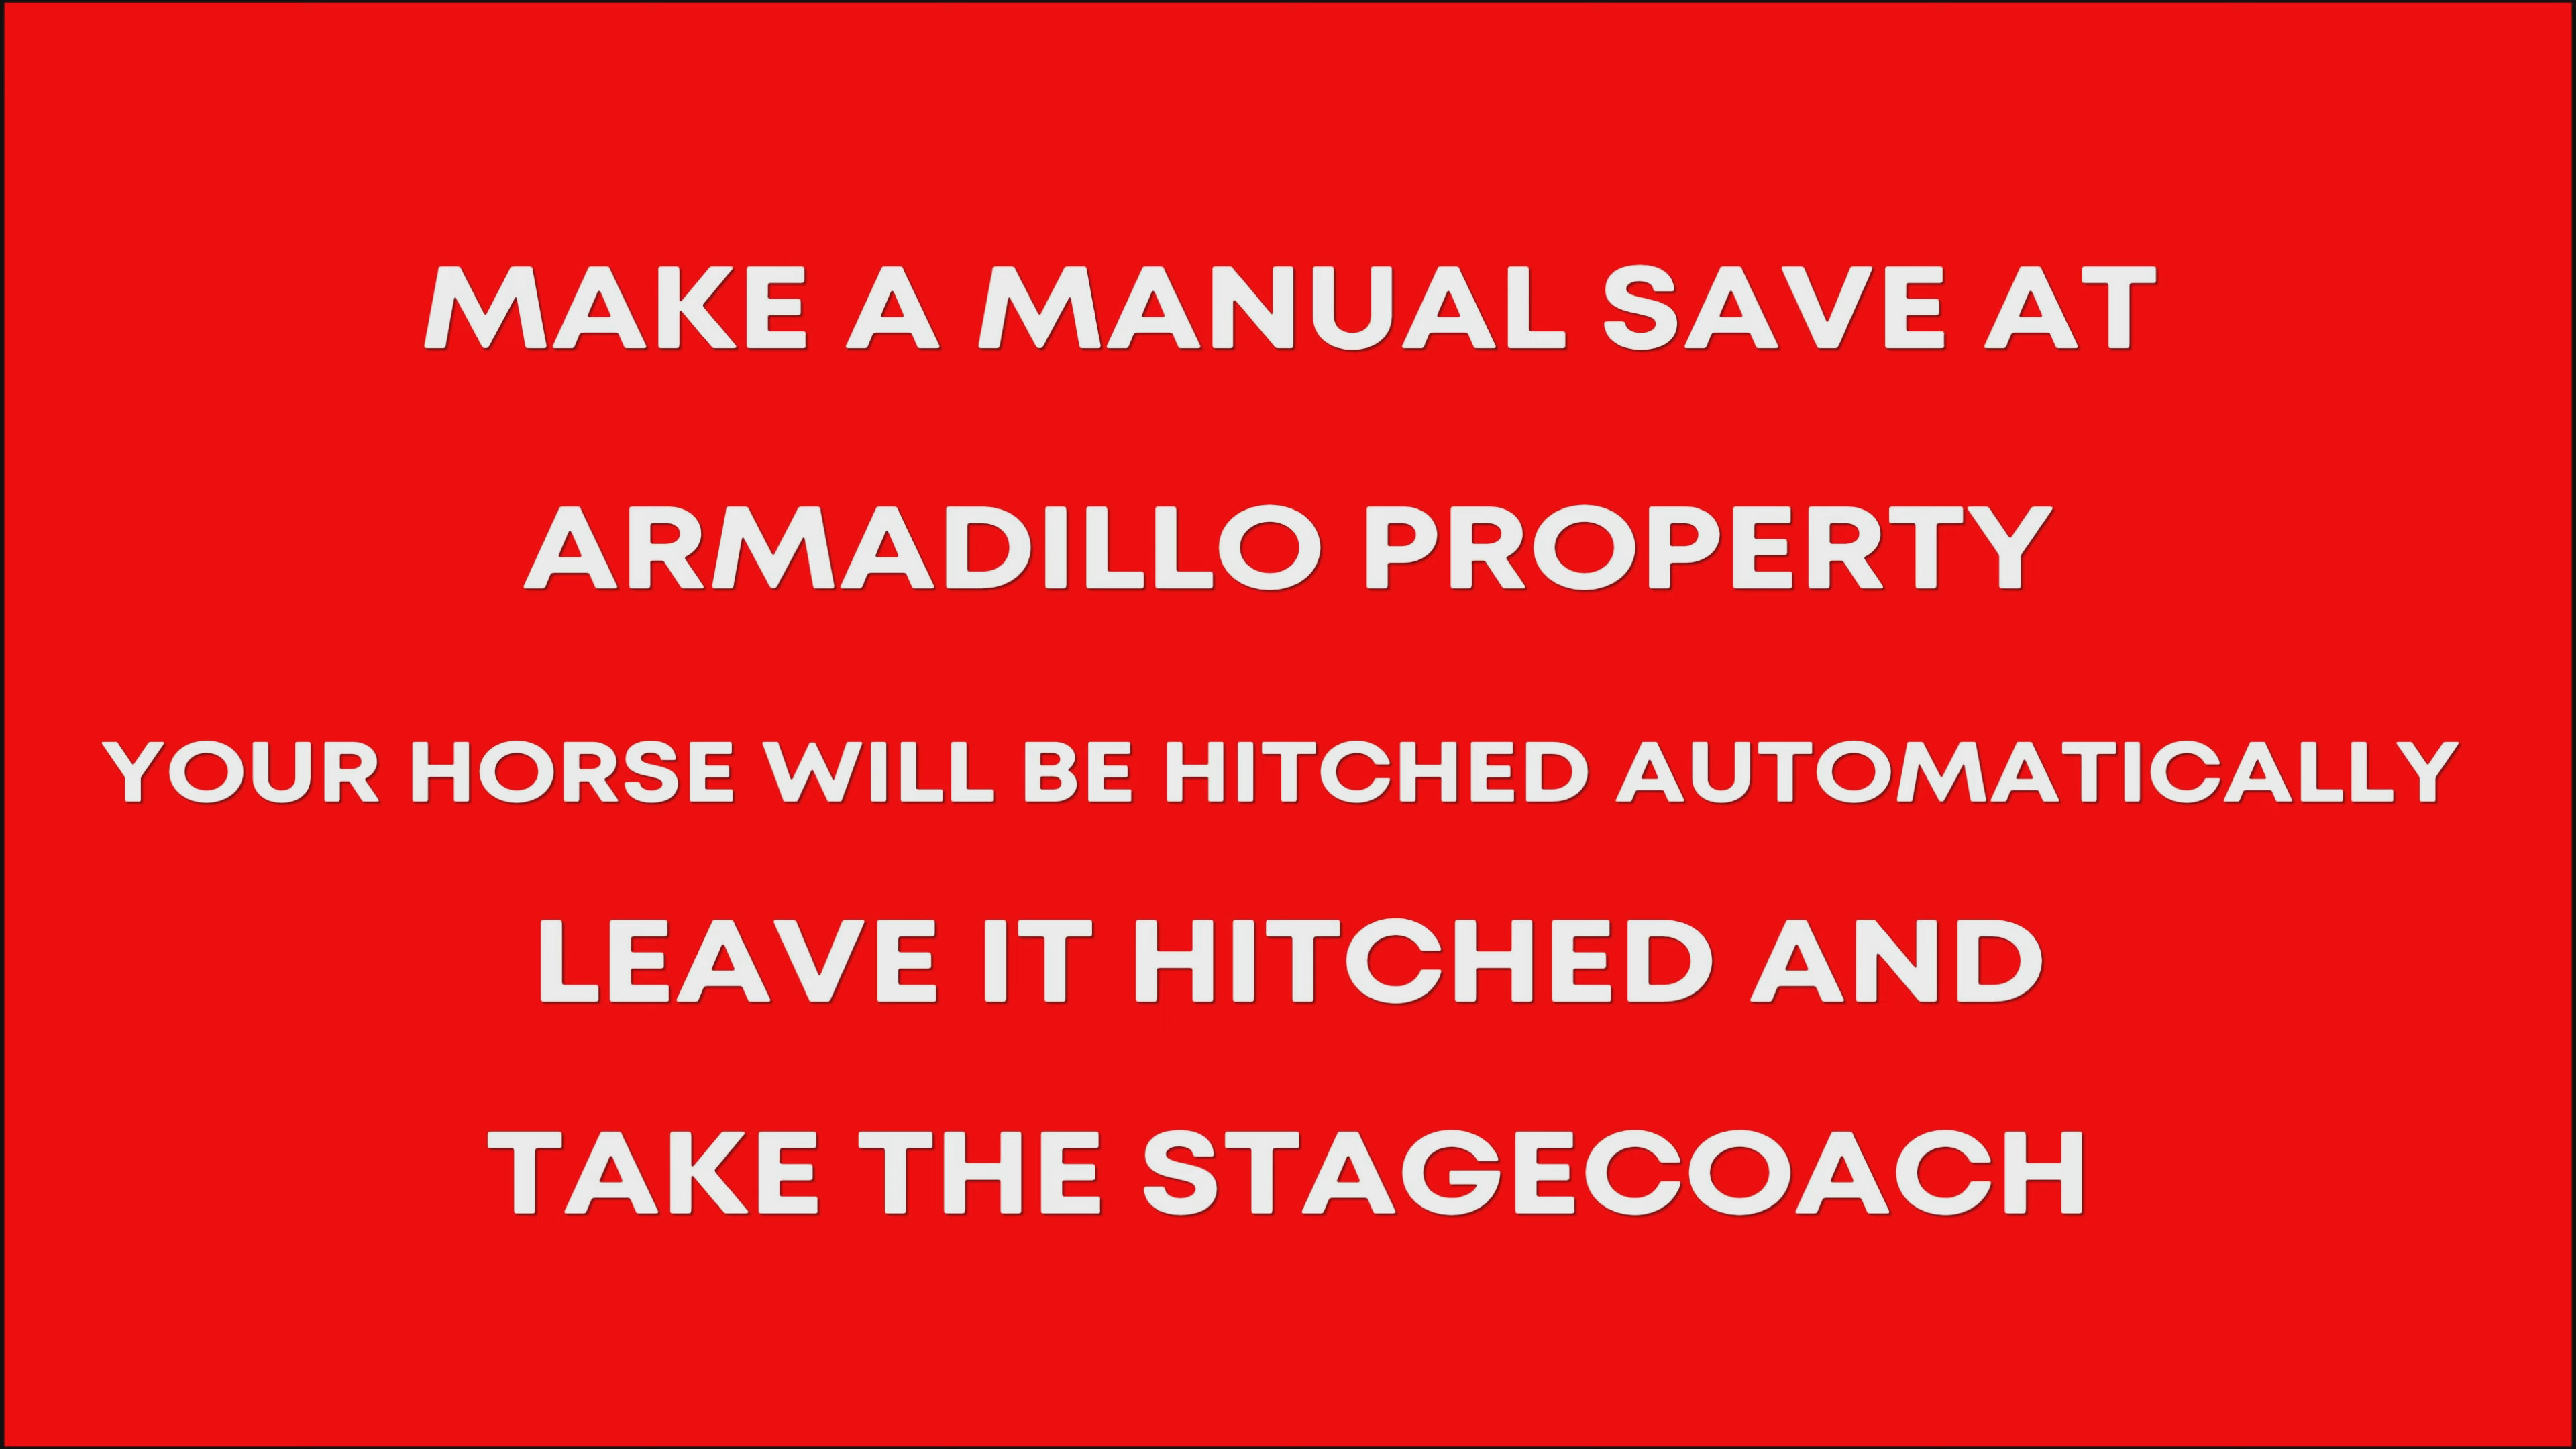 MAKE A MANUAL SAVE AT
ARMADILLO PROPERTY
YOUR HORSE WILL BE HITCHED AUTOMATICALLY
LEAVE IT HITCHED AND
TAKE THE STAGECOACH